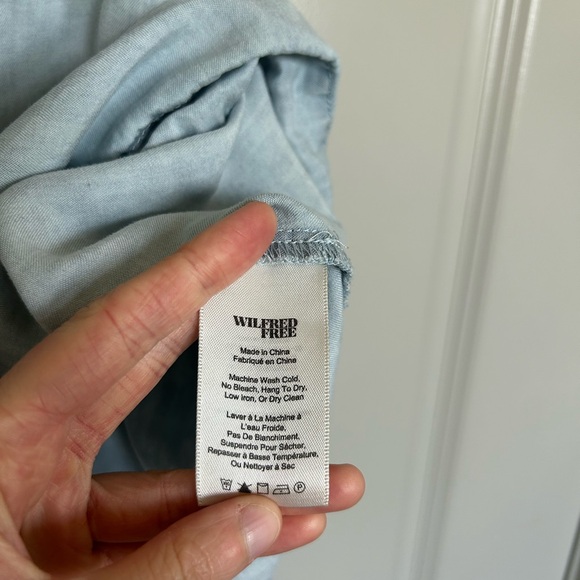 WILFRED
FREE
Made in China
Fabriqué en China
Machine Wash Cold,
No Bleach, Hang To Dry,
Low iron, Or Dry Clean
Laver à La Machine à
L'eau Froide,
Pas De Blanchiment,
Suspendre Pour Sécher,
Repasser à Basse Température,
Ou Nettoyer à Sec